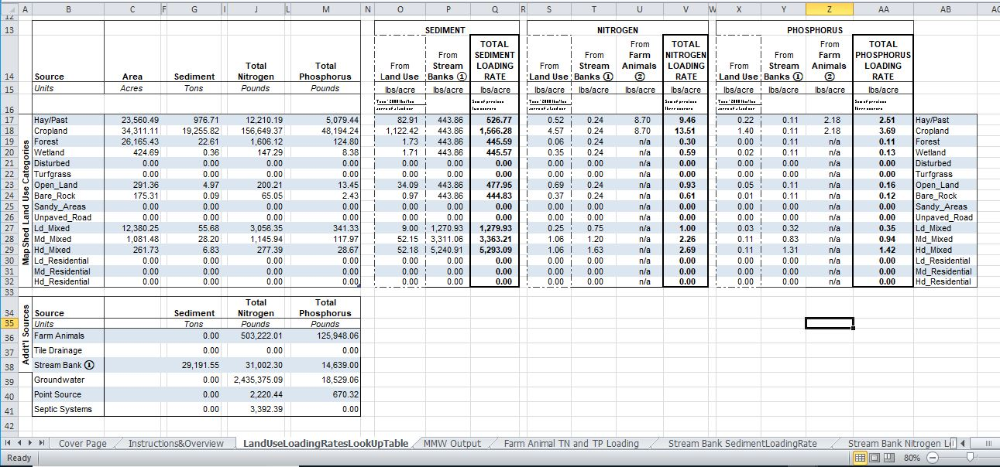 A B C F G I J L M N O P Q R S T U V W X Y Z AA AB AC
12
13 SEDIMENT NITROGEN PHOSPHORUS
14 Source Area Sediment Total Nitrogen Total Phosphorus From Land Use From Stream Banks ① TOTAL SEDIMENT LOADING RATE From Land Use From Stream Banks ① From Farm Animals ② TOTAL NITROGEN LOADING RATE From Land Use From Stream Banks ① From Farm Animals ② TOTAL PHOSPHORUS LOADING RATE
15 Units Acres Tons Pounds Pounds lbs/acre lbs/acre lbs/acre lbs/acre lbs/acre lbs/acre lbs/acre lbs/acre lbs/acre lbs/acre lbs/acre
16
MapShed Land Use Categories
17 Hay/Past 23,560.49 976.71 12,210.19 5,079.44 82.91 443.86 526.77 0.52 0.24 8.70 9.46 0.22 0.11 2.18 2.51 Hay/Past
18 Cropland 34,311.11 19,255.82 156,649.37 48,194.24 1,122.42 443.86 1,566.28 4.57 0.24 8.70 13.51 1.40 0.11 2.18 3.69 Cropland
19 Forest 26,165.43 22.61 1,606.12 124.80 1.73 443.86 445.59 0.06 0.24 n/a 0.30 0.00 0.11 n/a 0.11 Forest
20 Wetland 424.69 0.36 147.29 8.38 1.71 443.86 445.57 0.35 0.24 n/a 0.59 0.02 0.11 n/a 0.13 Wetland
21 Disturbed 0.00 0.00 0.00 0.00 0.00 0.00 0.00 0.00 0.00 n/a 0.00 0.00 0.00 n/a 0.00 Disturbed
22 Turfgrass 0.00 0.00 0.00 0.00 0.00 0.00 0.00 0.00 0.00 n/a 0.00 0.00 0.00 n/a 0.00 Turfgrass
23 Open_Land 291.36 4.97 200.21 13.45 34.09 443.86 477.95 0.69 0.24 n/a 0.93 0.05 0.11 n/a 0.16 Open_Land
24 Bare_Rock 175.31 0.09 65.05 2.43 0.97 443.86 444.83 0.37 0.24 n/a 0.61 0.01 0.11 n/a 0.12 Bare_Rock
25 Sandy_Areas 0.00 0.00 0.00 0.00 0.00 0.00 0.00 0.00 0.00 n/a 0.00 0.00 0.00 n/a 0.00 Sandy_Areas
26 Unpaved_Road 0.00 0.00 0.00 0.00 0.00 0.00 0.00 0.00 0.00 n/a 0.00 0.00 0.00 n/a 0.00 Unpaved_Road
27 Ld_Mixed 12,380.25 55.68 3,056.35 341.33 9.00 1,270.93 1,279.93 0.25 0.75 n/a 1.00 0.03 0.32 n/a 0.35 Ld_Mixed
28 Md_Mixed 1,081.48 28.20 1,145.94 117.97 52.15 3,311.06 3,363.21 1.06 1.20 n/a 2.26 0.11 0.83 n/a 0.94 Md_Mixed
29 Hd_Mixed 261.73 6.83 277.39 28.67 52.18 5,240.91 5,293.09 1.06 1.63 n/a 2.69 0.11 1.31 n/a 1.42 Hd_Mixed
30 Ld_Residential 0.00 0.00 0.00 0.00 0.00 0.00 0.00 0.00 0.00 n/a 0.00 0.00 0.00 n/a 0.00 Ld_Residential
31 Md_Residential 0.00 0.00 0.00 0.00 0.00 0.00 0.00 0.00 0.00 n/a 0.00 0.00 0.00 n/a 0.00 Md_Residential
32 Hd_Residential 0.00 0.00 0.00 0.00 0.00 0.00 0.00 0.00 0.00 n/a 0.00 0.00 0.00 n/a 0.00 Hd_Residential
33
Addt'l Sources
34 Source Sediment Total Nitrogen Total Phosphorus
35 Units Tons Pounds Pounds
36 Farm Animals 0.00 503,222.01 125,948.06
37 Tile Drainage 0.00 0.00 0.00
38 Stream Bank ① 29,191.55 31,002.30 14,639.00
39 Groundwater 0.00 2,435,375.09 18,529.06
40 Point Source 0.00 2,220.44 670.32
41 Septic Systems 0.00 3,392.39 0.00
42
Cover Page Instructions&Overview LandUseLoadingRatesLookUpTable MMW Output Farm Animal TN and TP Loading Stream Bank SedimentLoadingRate Stream Bank Nitrogen
Ready 80%